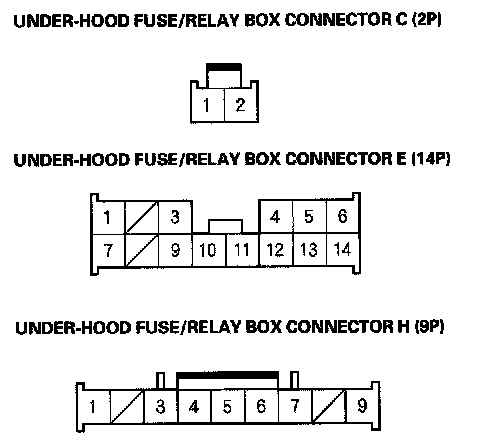 UNDER-HOOD FUSE/RELAY BOX CONNECTOR C (2P)
1 2
UNDER-HOOD FUSE/RELAY BOX CONNECTOR E (14P)
1 3 4 5 6
7 9 10 11 12 13 14
UNDER-HOOD FUSE/RELAY BOX CONNECTOR H (9P)
1 3 4 5 6 7 9